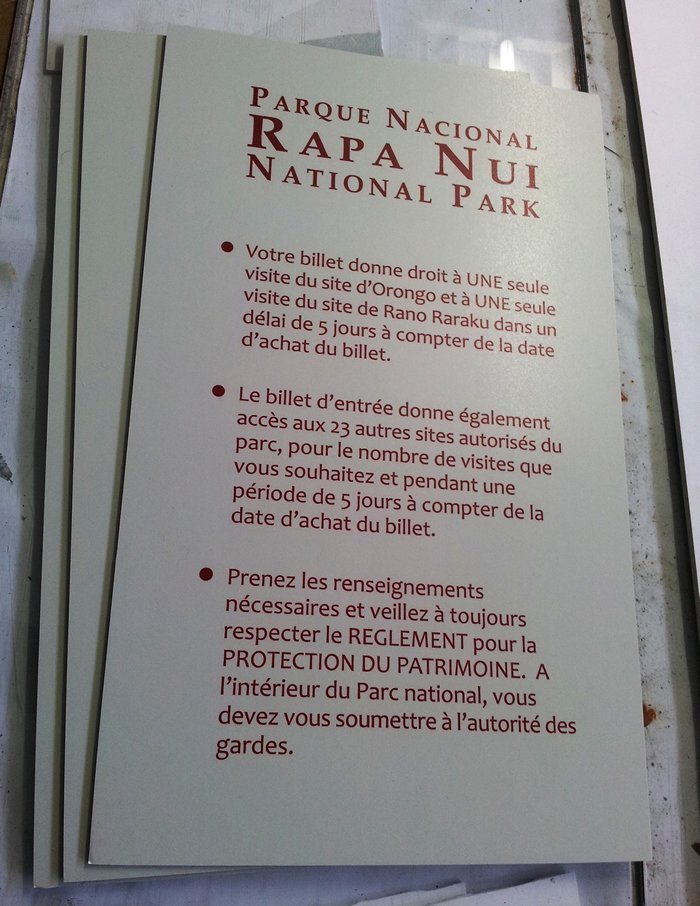 PARQUE NACIONAL
RAPA NUI
NATIONAL PARK
• Votre billet donne droit à UNE seule
visite du site d'Orongo et à UNE seule
visite du site de Rano Raraku dans un
délai de 5 jours à compter de la date
d'achat du billet.
• Le billet d'entrée donne également
accès aux 23 autres sites autorisés du
parc, pour le nombre de visites que
vous souhaitez et pendant une
période de 5 jours à compter de la
date d'achat du billet.
• Prenez les renseignements
nécessaires et veillez à toujours
respecter le REGLEMENT pour la
PROTECTION DU PATRIMOINE. A
l'intérieur du Parc national, vous
devez vous soumettre à l'autorité des
gardes.